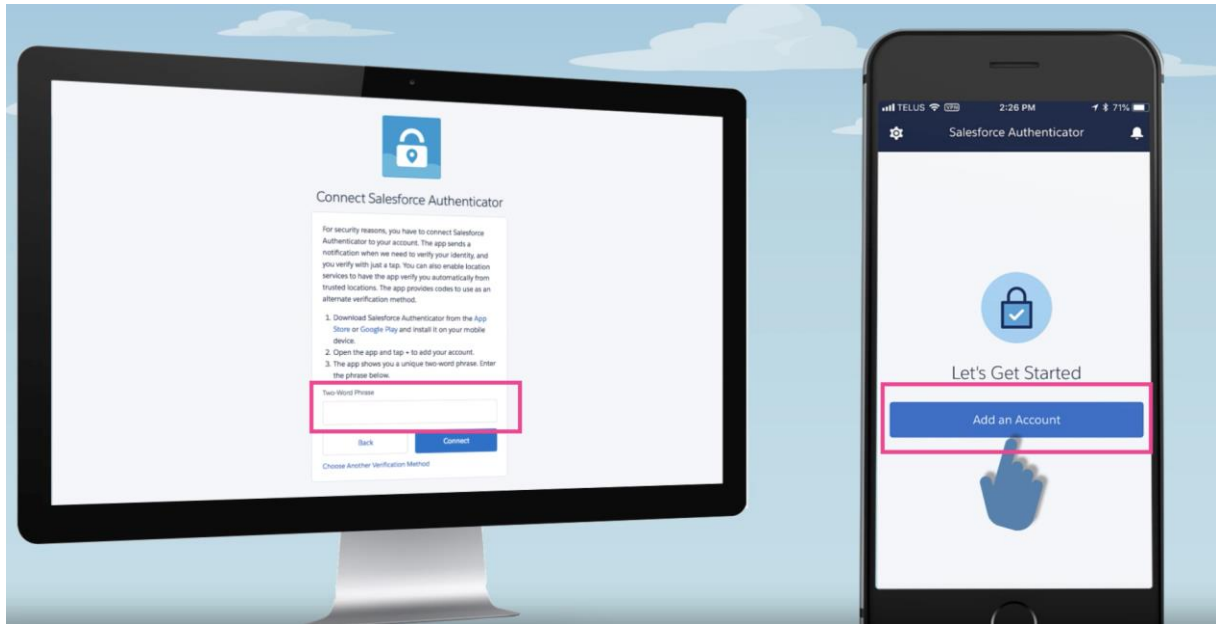 Connect Salesforce Authenticator
For security reasons, you have to connect Salesforce
Authenticator to your account. The app sends a
notification when we need to verify your identity, and
you verify with just a tap. You can also enable location
services to have the app verify you automatically from
trusted locations. The app provides codes to use as an
alternate verification method.
1. Download Salesforce Authenticator from the App
Store or Google Play and install it on your mobile
device.
2. Open the app and tap + to add your account.
3. The app shows you a unique two-word phrase. Enter
the phrase below.
Two-Word Phrase
Back Connect
Choose Another Verification Method
TELUS VPN 2:26 PM 71%
Salesforce Authenticator
Let's Get Started
Add an Account